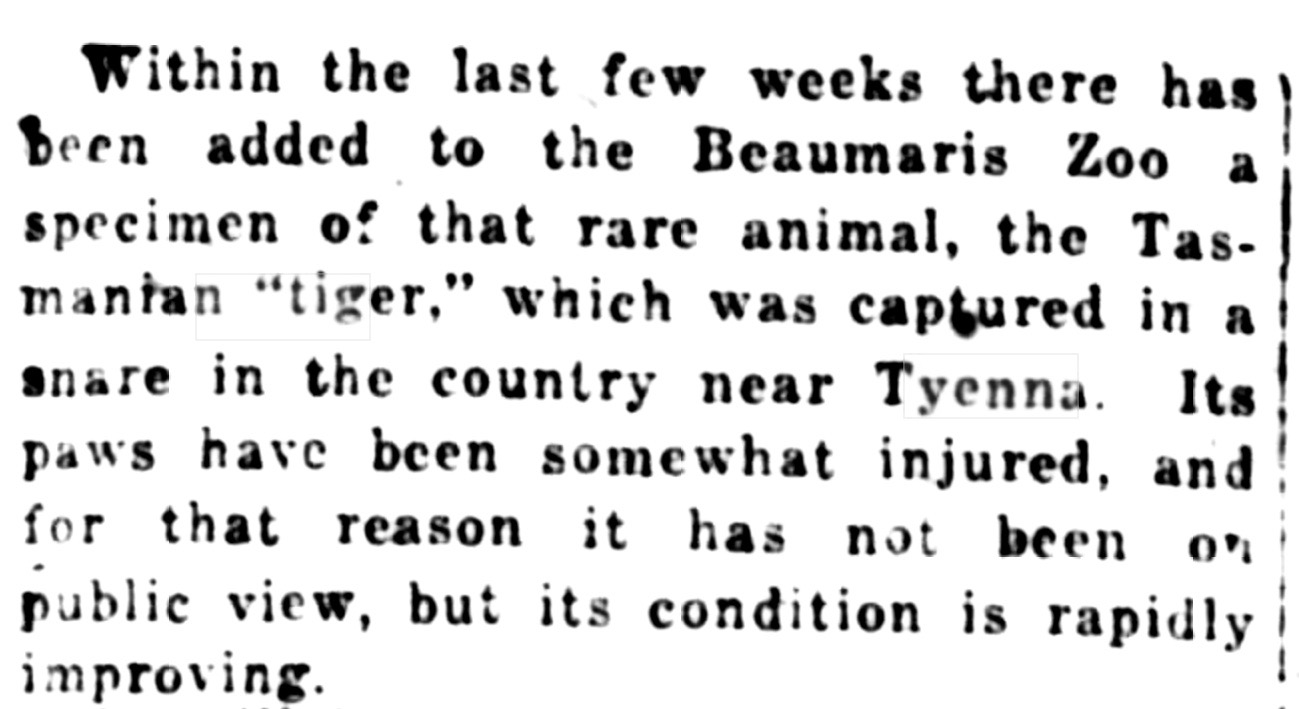 Within the last few weeks there has
been added to the Beaumaris Zoo a
specimen of that rare animal, the Tas-
manian "tiger," which was captured in a
snare in the country near Tyenna. Its
paws have been somewhat injured, and
for that reason it has not been on
public view, but its condition is rapidly
improving.